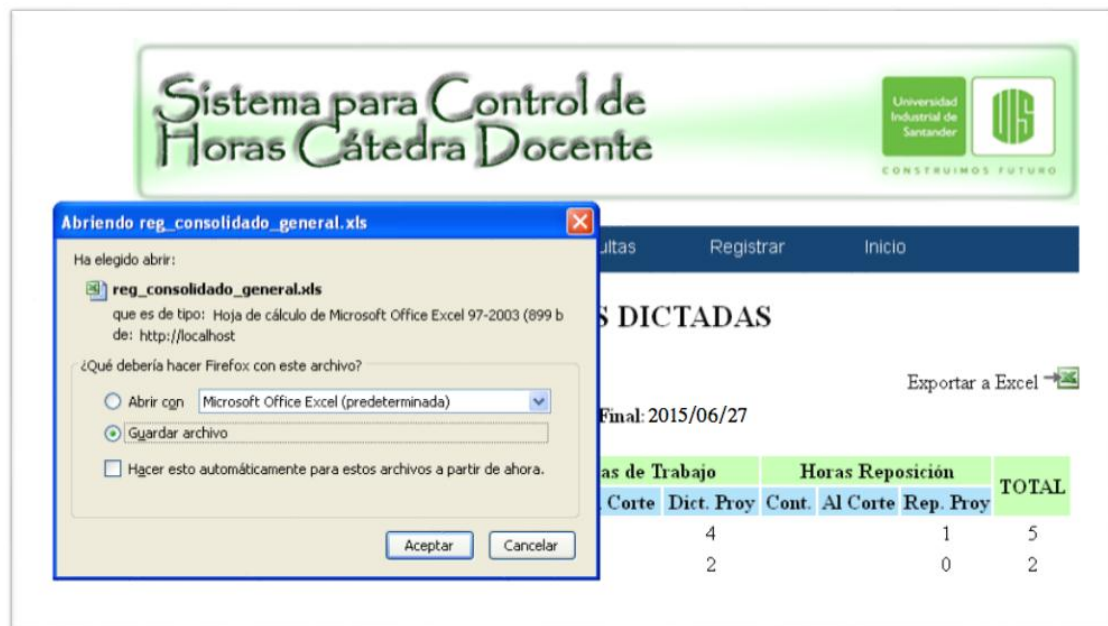 Sistema para Control de
Horas Cátedra Docente
Universidad
Industrial de
Santander
UIS
CONSTRUIMOS FUTURO
Abriendo reg_consolidado_general.xls
Registrar Inicio
Ha elegido abrir:
reg_consolidado_general.xls
que es de tipo: Hoja de cálculo de Microsoft Office Excel 97-2003 (899 b
de: http://localhost
¿Qué debería hacer Firefox con este archivo?
Abrir con Microsoft Office Excel (predeterminada)
Guardar archivo
Hacer esto automáticamente para estos archivos a partir de ahora.
Aceptar Cancelar
DICTADAS
Exportar a Excel
Final: 2015/06/27
de Trabajo Horas Reposición TOTAL
Corte Dict. Proy Cont. Al Corte Rep. Proy
4 1 5
2 0 2